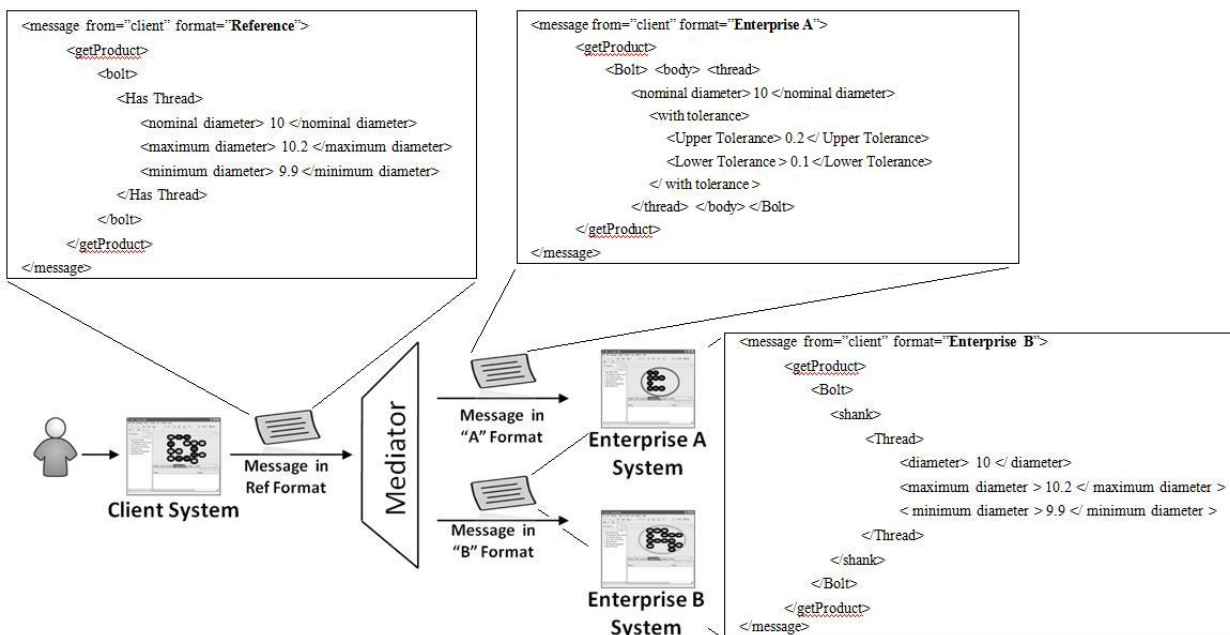 <message from=”client” format=”Reference”>
<getProduct>
<bolt>
<Has Thread>
<nominal diameter> 10 </nominal diameter>
<maximum diameter> 10.2 </maximum diameter>
<minimum diameter> 9.9 </minimum diameter>
</Has Thread>
</bolt>
</getProduct>
</message>
<message from=”client” format=”Enterprise A”>
<getProduct>
<Bolt> <body> <thread>
<nominal diameter> 10 </nominal diameter>
<with tolerance>
<Upper Tolerance> 0.2 </ Upper Tolerance>
<Lower Tolerance > 0.1 </Lower Tolerance>
</ with tolerance >
</thread> </body> </Bolt>
</getProduct>
</message>
Client System
Message in
Ref Format
Mediator
Message in
“A” Format
Enterprise A
System
Message in
“B” Format
Enterprise B
System
<message from=”client” format=”Enterprise B”>
<getProduct>
<Bolt>
<shank>
<Thread>
<diameter> 10 </ diameter>
<maximum diameter > 10.2 </ maximum diameter >
< minimum diameter > 9.9 </ minimum diameter >
</Thread>
</shank>
</Bolt>
</getProduct>
</message>